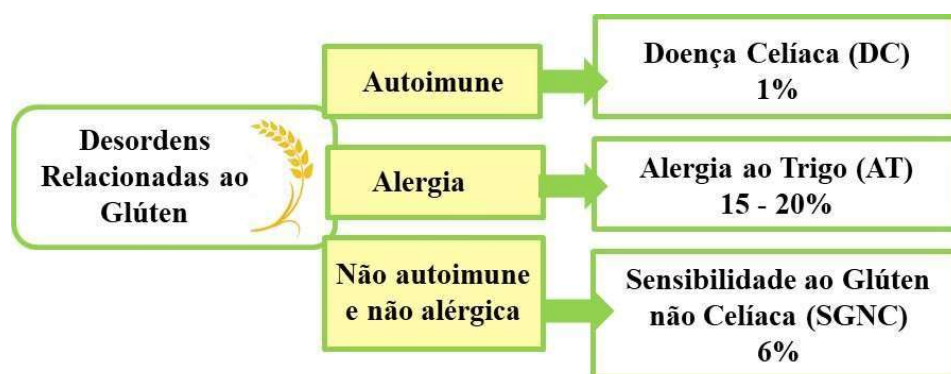 Desordens
Relacionadas ao
Glúten
Autoimune
Doença Celíaca (DC)
1%
Alergia
Alergia ao Trigo (AT)
15 - 20%
Não autoimune
e não alérgica
Sensibilidade ao Glúten
não Celíaca (SGNC)
6%